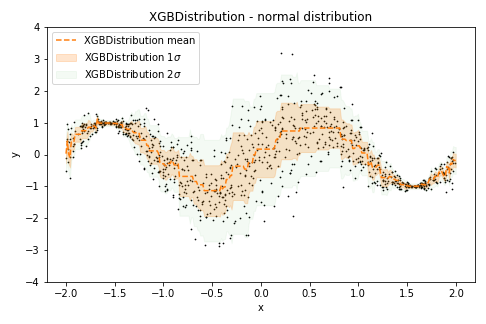 XGBDistribution - normal distribution
XGBDistribution mean
XGBDistribution 1σ
XGBDistribution 2σ
4
3
2
1
0
−1
−2
−3
−4
y
−2.0 −1.5 −1.0 −0.5 0.0 0.5 1.0 1.5 2.0
x